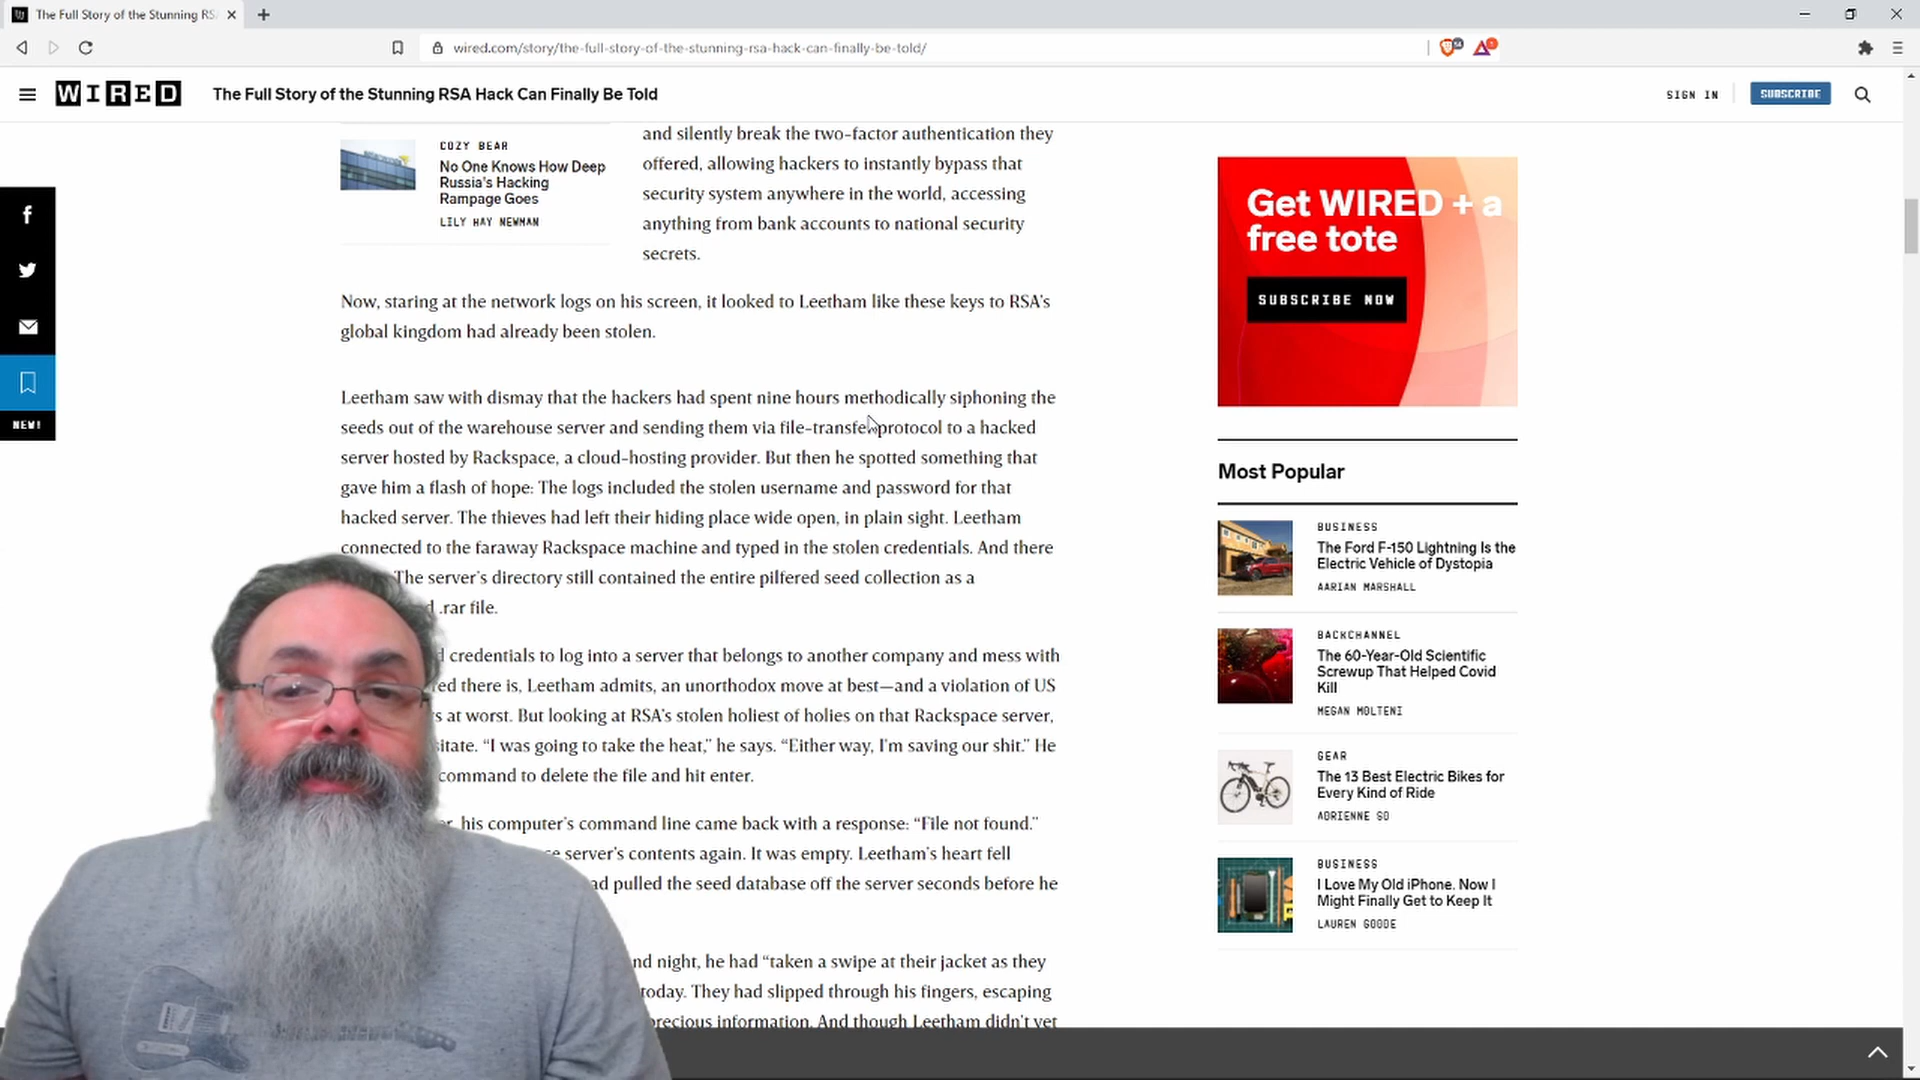 The Full Story of the Stunning RS
wired.com/story/the-full-story-of-the-stunning-rsa-hack-can-finally-be-told/
WIRED
The Full Story of the Stunning RSA Hack Can Finally Be Told
SIGN IN
SUBSCRIBE
COZY BEAR
No One Knows How Deep
Russia's Hacking
Rampage Goes
LILY HAY NEWMAN
and silently break the two-factor authentication they
offered, allowing hackers to instantly bypass that
security system anywhere in the world, accessing
anything from bank accounts to national security
secrets.
Now, staring at the network logs on his screen, it looked to Leetham like these keys to RSA's
global kingdom had already been stolen.
Leetham saw with dismay that the hackers had spent nine hours methodically siphoning the
seeds out of the warehouse server and sending them via file-transfer protocol to a hacked
server hosted by Rackspace, a cloud-hosting provider. But then he spotted something that
gave him a flash of hope: The logs included the stolen username and password for that
hacked server. The thieves had left their hiding place wide open, in plain sight. Leetham
connected to the faraway Rackspace machine and typed in the stolen credentials. And there
The server's directory still contained the entire pilfered seed collection as a
.rar file.
credentials to log into a server that belongs to another company and mess with
there is, Leetham admits, an unorthodox move at best—and a violation of US
at worst. But looking at RSA's stolen holiest of holies on that Rackspace server,
"I was going to take the heat," he says. "Either way, I'm saving our shit." He
command to delete the file and hit enter.
his computer's command line came back with a response: "File not found."
server's contents again. It was empty. Leetham's heart fell
pulled the seed database off the server seconds before he
night, he had "taken a swipe at their jacket as they
today. They had slipped through his fingers, escaping
precious information. And though Leetham didn't yet
NEW!
Get WIRED + a
free tote
SUBSCRIBE NOW
Most Popular
BUSINESS
The Ford F-150 Lightning Is the
Electric Vehicle of Dystopia
AARIAN MARSHALL
BACKCHANNEL
The 60-Year-Old Scientific
Screwup That Helped Covid
Kill
MEGAN MOLTENI
GEAR
The 13 Best Electric Bikes for
Every Kind of Ride
ADRIENNE SO
BUSINESS
I Love My Old iPhone. Now I
Might Finally Get to Keep It
LAUREN GOODE